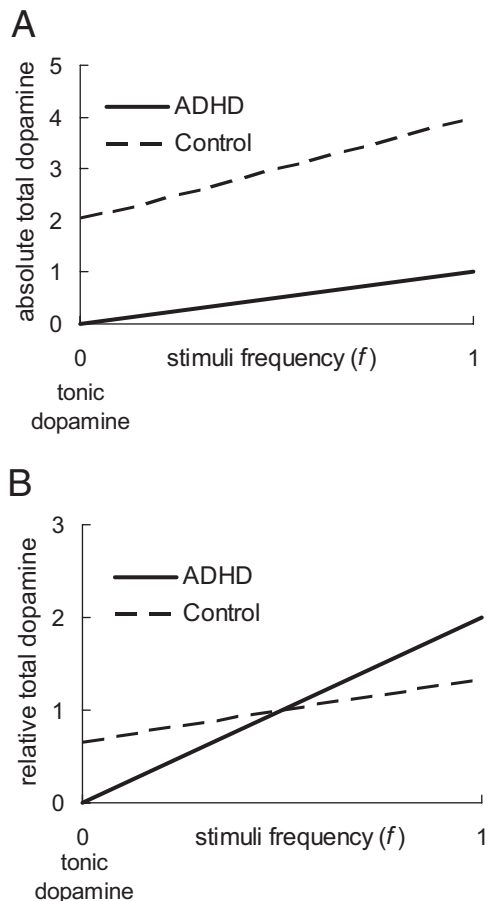 A
absolute total dopamine
5
4
3
2
1
0
ADHD
Control
0 stimuli frequency (f) 1
tonic
dopamine
B
relative total dopamine
3
2
1
0
ADHD
Control
0 stimuli frequency (f) 1
tonic
dopamine